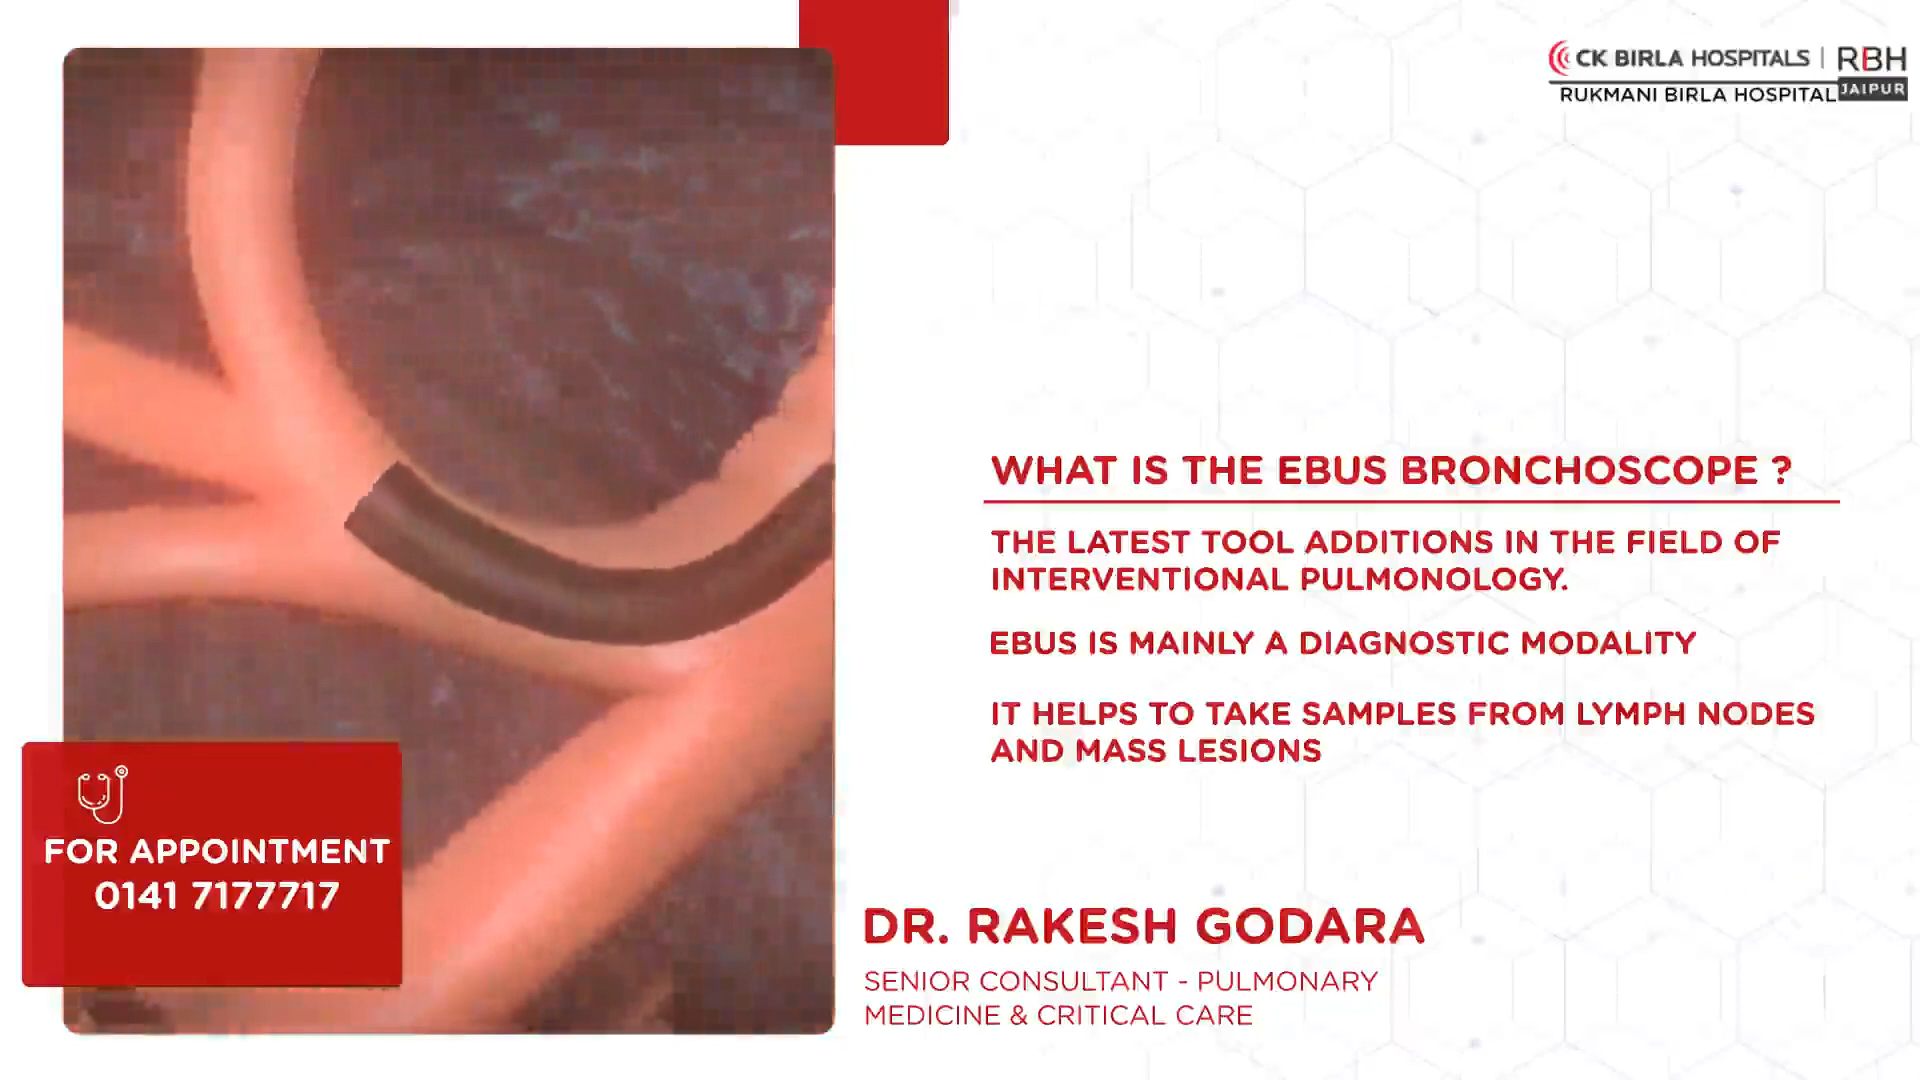 CK BIRLA HOSPITALS | RBH
RUKMANI BIRLA HOSPITAL JAIPUR
WHAT IS THE EBUS BRONCHOSCOPE ?
THE LATEST TOOL ADDITIONS IN THE FIELD OF
INTERVENTIONAL PULMONOLOGY.
EBUS IS MAINLY A DIAGNOSTIC MODALITY
IT HELPS TO TAKE SAMPLES FROM LYMPH NODES
AND MASS LESIONS
FOR APPOINTMENT
0141 7177717
DR. RAKESH GODARA
SENIOR CONSULTANT - PULMONARY
MEDICINE & CRITICAL CARE